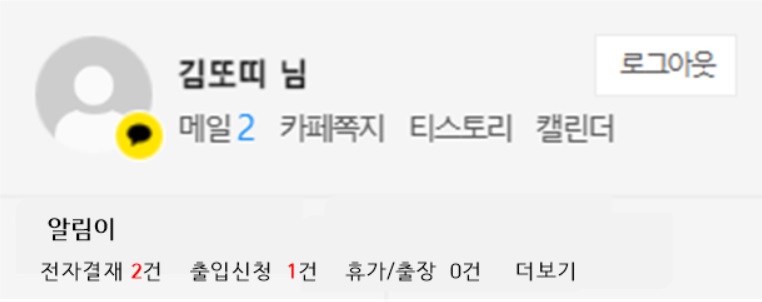 김또띠 님
로그아웃
메일 2 카페쪽지 티스토리 캘린더
알림이
전자결재 2건 출입신청 1건 휴가/출장 0건 더보기